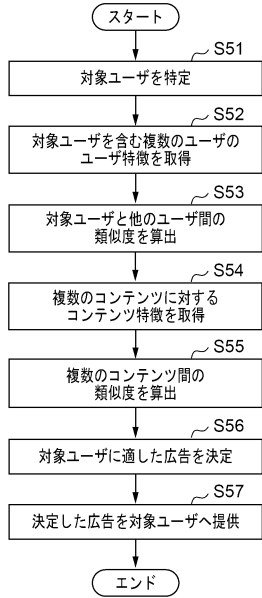 スタート
S51
対象ユーザを特定
S52
対象ユーザを含む複数のユーザの
ユーザ特徴を取得
S53
対象ユーザと他のユーザ間の
類似度を算出
S54
複数のコンテンツに対する
コンテンツ特徴を取得
S55
複数のコンテンツ間の
類似度を算出
S56
対象ユーザに適した広告を決定
S57
決定した広告を対象ユーザへ提供
エンド